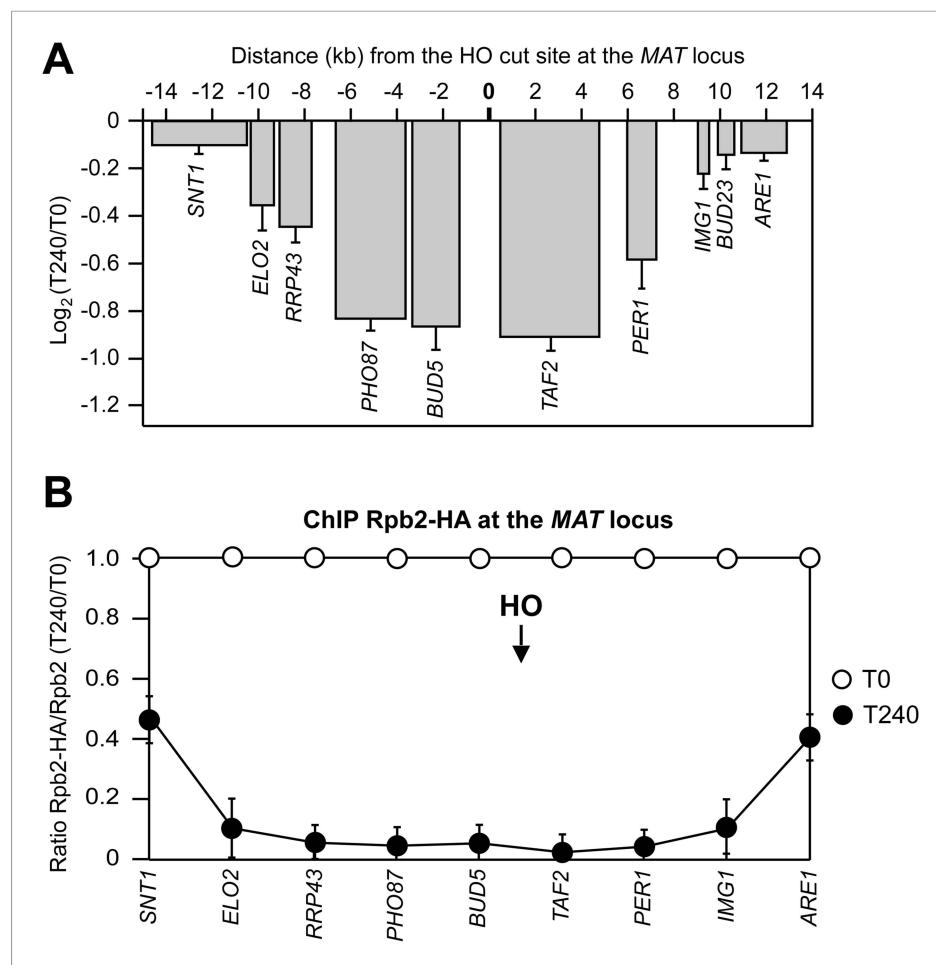 A
Distance (kb) from the HO cut site at the MAT locus
-14 -12 -10 -8 -6 -4 -2 0 2 4 6 8 10 12 14
0
-0.2
-0.4
-0.6
-0.8
-1.0
-1.2
Log2(T240/T0)
SNT1
ELO2
RRP43
PHO87
BUD5
TAF2
PER1
IMG1
BUD23
ARE1
B
ChIP Rpb2-HA at the MAT locus
Ratio Rpb2-HA/Rpb2 (T240/T0)
1.0
0.8
0.6
0.4
0.2
0
HO
T0
T240
SNT1
ELO2
RRP43
PHO87
BUD5
TAF2
PER1
IMG1
ARE1